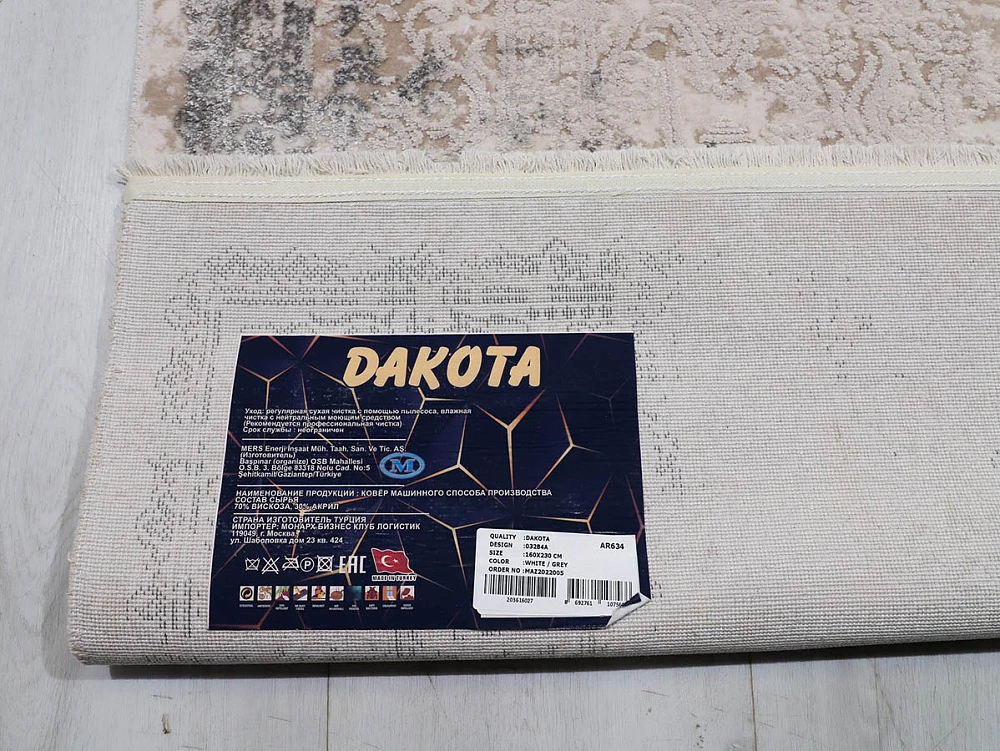 DAKOTA
Уход: регулярная сухая чистка с помощью пылесоса, влажная
чистка с нейтральным моющим средством
(Рекомендуется профессиональная чистка)
Срок службы : неограничен
MERS Enerji İnşaat Müh. Taah. San. Ve Tic. AŞ.
(Изготовитель)
Başpınar (organize) OSB Mahallesi
O.S.B. 3. Bölge 83318 Nolu Cad. No:5
Şehitkamil/Gaziantep/Türkiye
M
НАИМЕНОВАНИЕ ПРОДУКЦИИ : КОВЁР МАШИННОГО СПОСОБА ПРОИЗВОДСТВА
СОСТАВ СЫРЬЯ
70% ВИСКОЗА, 30% АКРИЛ
СТРАНА ИЗГОТОВИТЕЛЬ ТУРЦИЯ
ИМПОРТЕР: МОНАРХ-БИЗНЕС КЛУБ ЛОГИСТИК
119049, г. Москва,
ул. Шаболовка дом 23 кв. 424
P EAC
MADE IN TURKEY
QUALITY :DAKOTA
DESIGN :03284A AR634
SIZE :160X230 CM
COLOR :WHITE / GREY
ORDER NO :MAZ2022005
203616027
8 692761